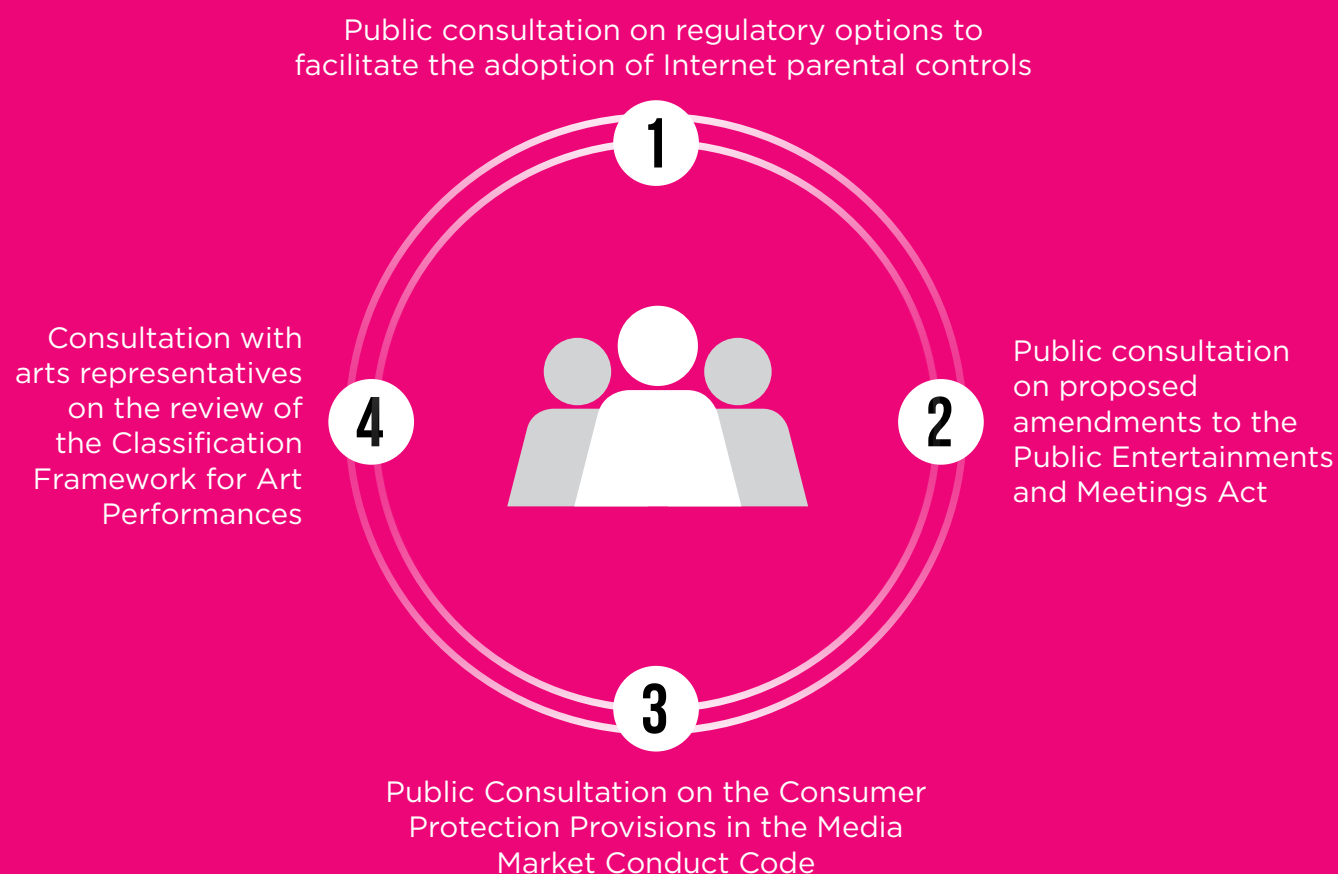 Public consultation on regulatory options to
facilitate the adoption of Internet parental controls
1
2
Public consultation
on proposed
amendments to the
Public Entertainments
and Meetings Act
3
Public Consultation on the Consumer
Protection Provisions in the Media
Market Conduct Code
4
Consultation with
arts representatives
on the review of
the Classification
Framework for Art
Performances